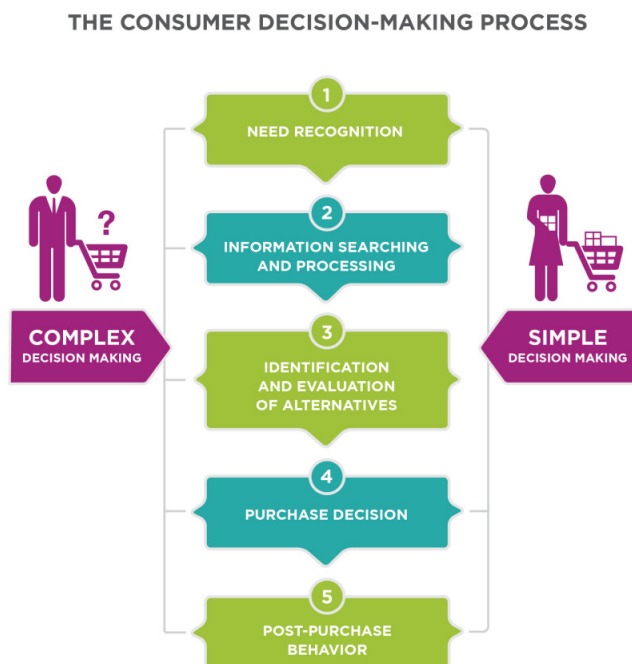 THE CONSUMER DECISION-MAKING PROCESS
1
NEED RECOGNITION
2
INFORMATION SEARCHING
AND PROCESSING
?
COMPLEX
DECISION MAKING
SIMPLE
DECISION MAKING
3
IDENTIFICATION
AND EVALUATION
OF ALTERNATIVES
4
PURCHASE DECISION
5
POST-PURCHASE
BEHAVIOR